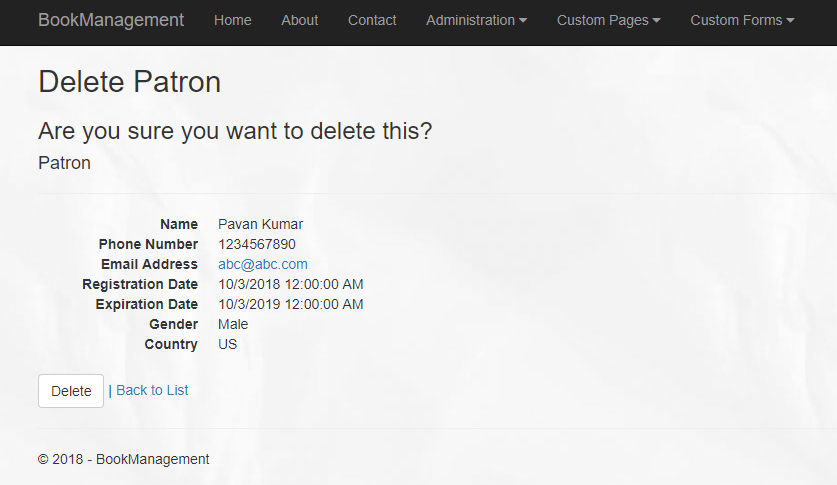 BookManagement Home About Contact Administration Custom Pages Custom Forms
Delete Patron
Are you sure you want to delete this?
Patron
Name Pavan Kumar
Phone Number 1234567890
Email Address abc@abc.com
Registration Date 10/3/2018 12:00:00 AM
Expiration Date 10/3/2019 12:00:00 AM
Gender Male
Country US
Delete | Back to List
© 2018 - BookManagement